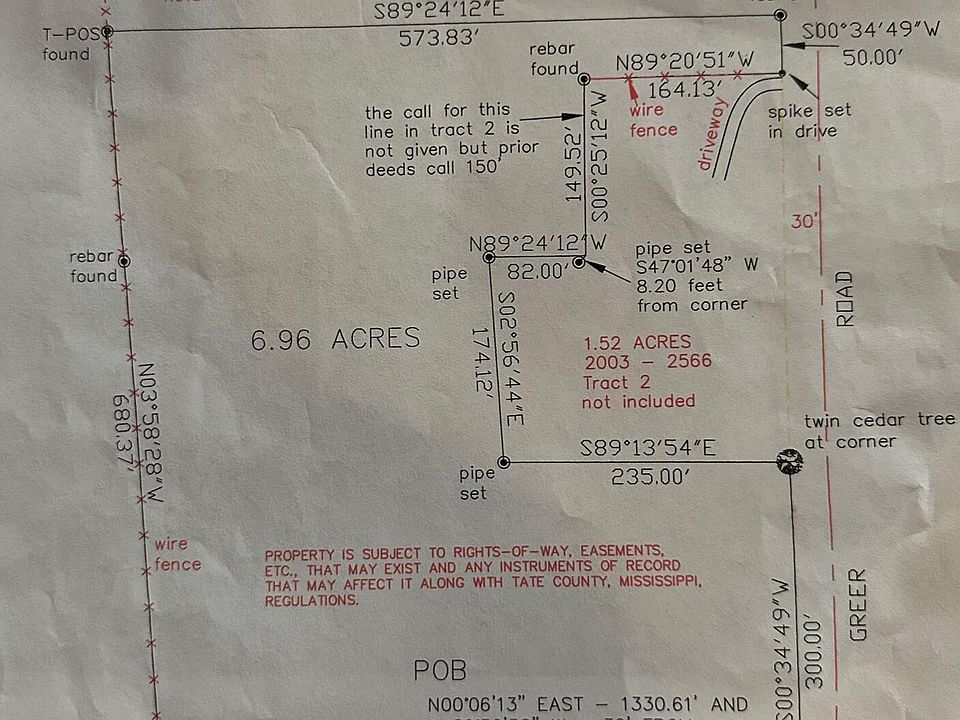 S89°24'12"E
573.83'
T-POST
found
rebar
found
N89°20'51"W
164.13'
S00°34'49"W
50.00'
wire
fence
driveway
spike set
in drive
the call for this
line in tract 2 is
not given but prior
deeds call 150'
149.52'
S00°25'12"W
30'
rebar
found
N89°24'12"W
82.00'
pipe
set
pipe set
S47°01'48" W
8.20 feet
from corner
ROAD
6.96 ACRES
S02°56'44"E
174.12'
1.52 ACRES
2003 - 2566
Tract 2
not included
N03°58'28"W
680.37'
twin cedar tree
at corner
S89°13'54"E
235.00'
pipe
set
wire
fence
PROPERTY IS SUBJECT TO RIGHTS-OF-WAY, EASEMENTS,
ETC., THAT MAY EXIST AND ANY INSTRUMENTS OF RECORD
THAT MAY AFFECT IT ALONG WITH TATE COUNTY, MISSISSIPPI,
REGULATIONS.
S00°34'49"W
300.00'
GREER
POB
N00°06'13" EAST - 1330.61' AND